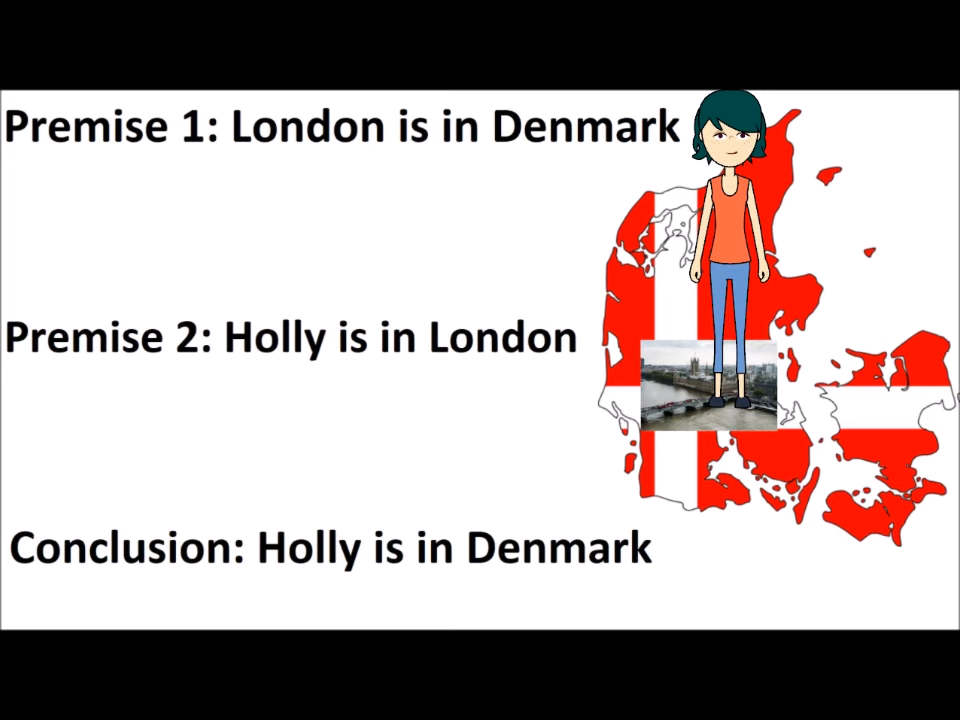 Premise 1: London is in Denmark
Premise 2: Holly is in London
Conclusion: Holly is in Denmark